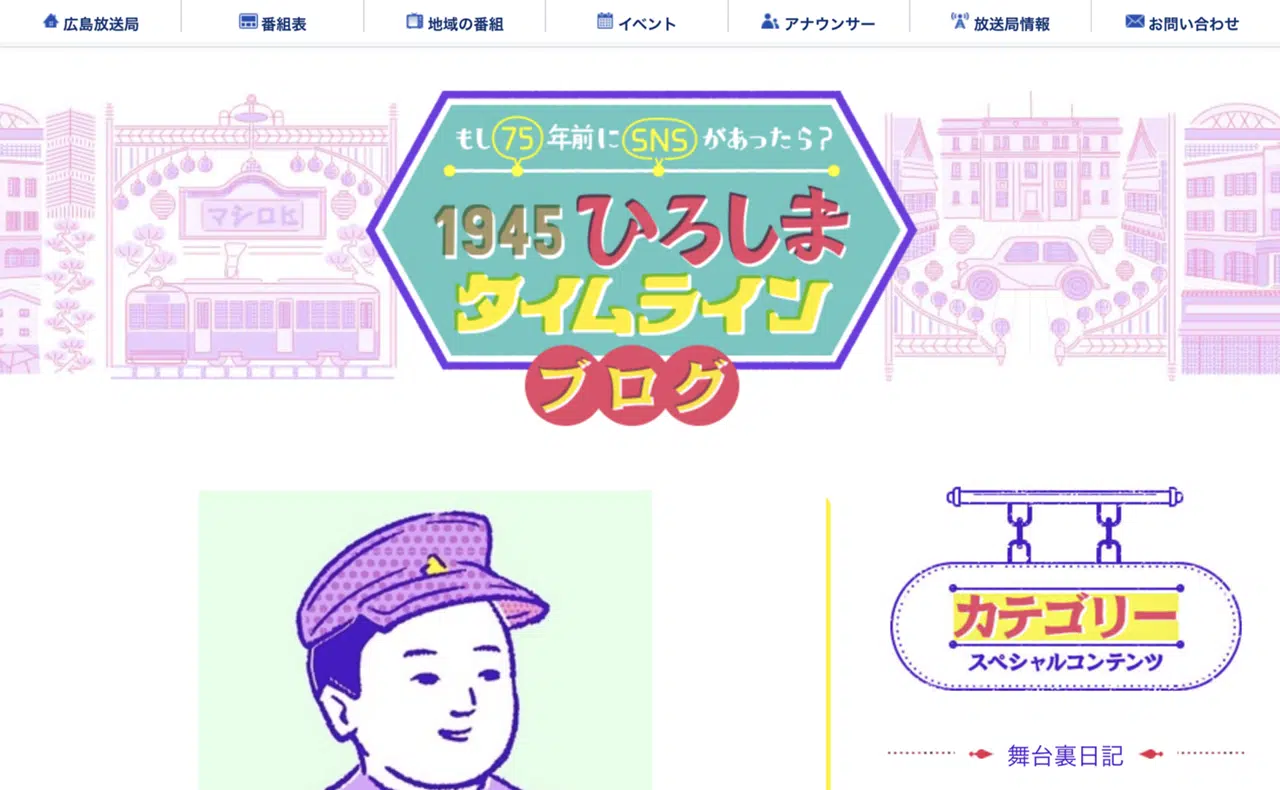 広島放送局 番組表 地域の番組 イベント アナウンサー 放送局情報 お問い合わせ
もし75年前にSNSがあったら?
1945ひろしま
タイムライン
ブログ
マシロヒ
カテゴリー
スペシャルコンテンツ
舞台裏日記